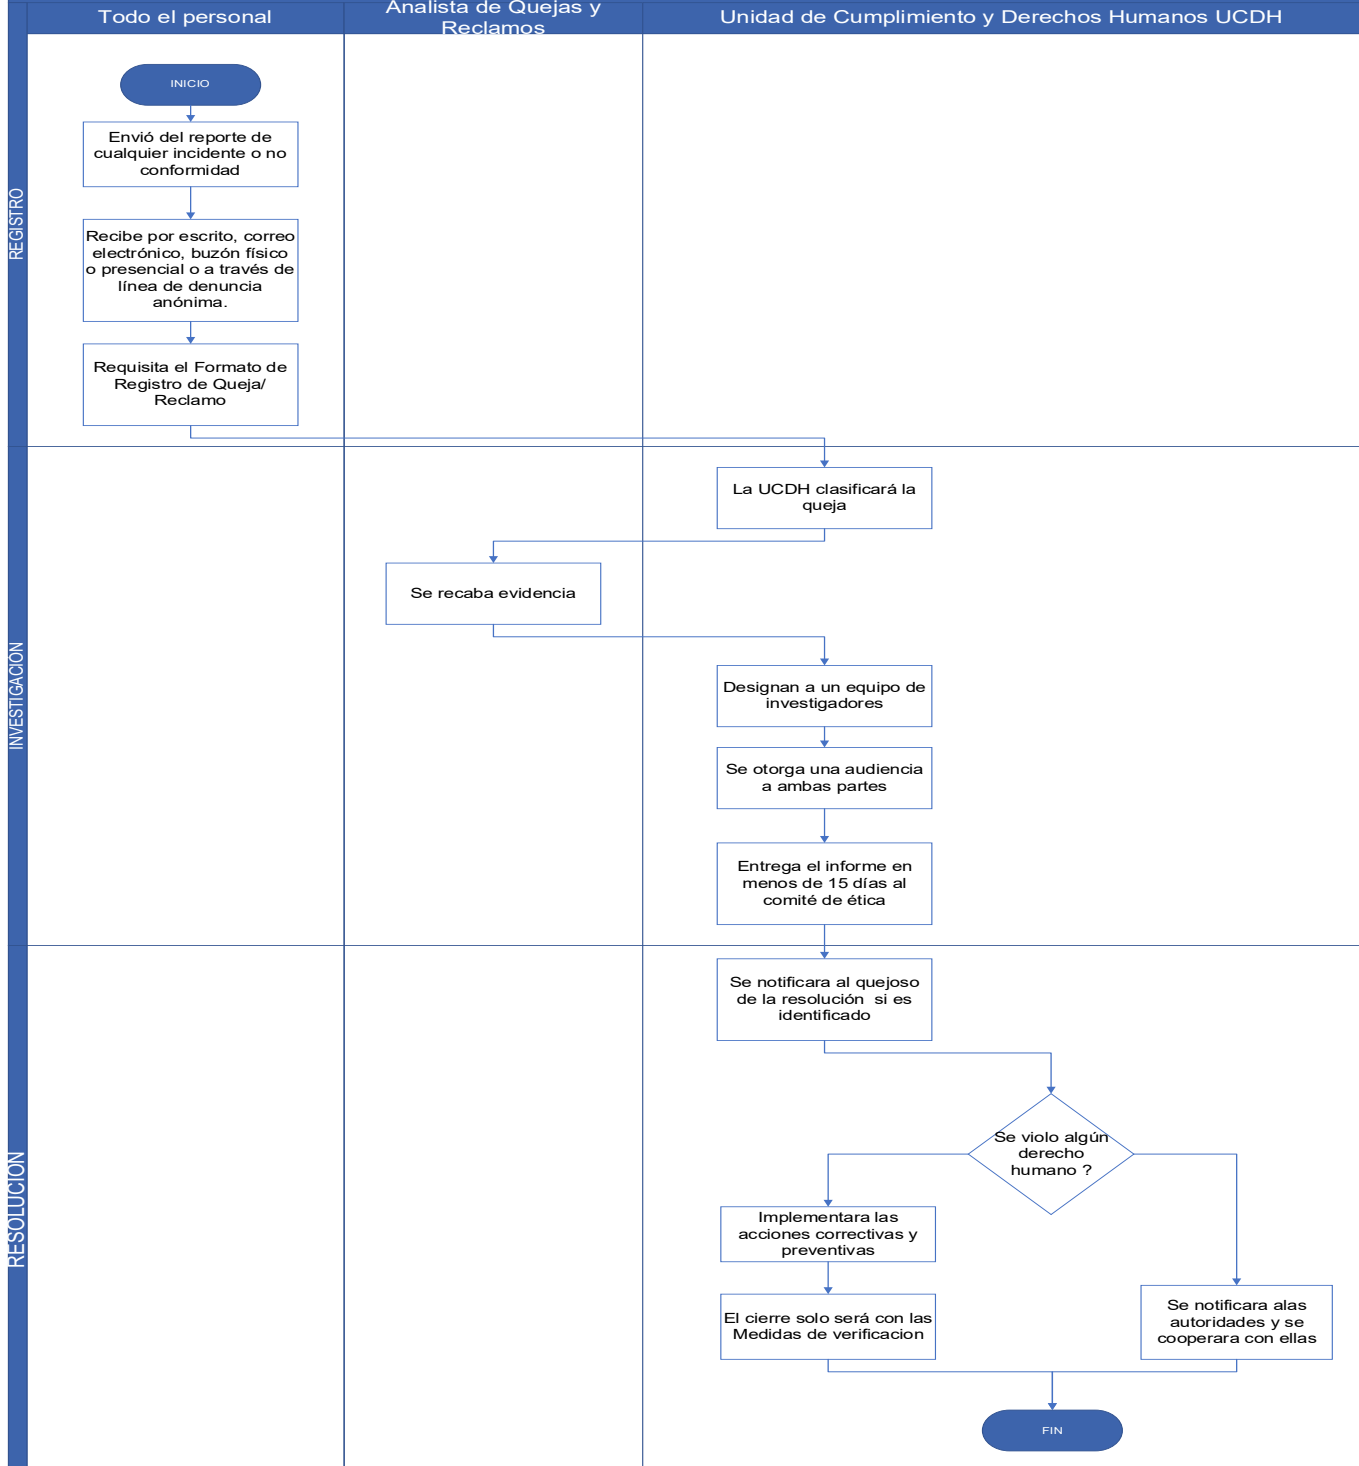 Todo el personal
Analista de Quejas y
Reclamos
Unidad de Cumplimiento y Derechos Humanos UCDH
REGISTRO
INICIO
Envió del reporte de
cualquier incidente o no
conformidad
Recibe por escrito, correo
electrónico, buzón físico
o presencial o a través de
línea de denuncia
anónima.
Requisita el Formato de
Registro de Queja/
Reclamo
INVESTIGACION
La UCDH clasificará la
queja
Se recaba evidencia
Designan a un equipo de
investigadores
Se otorga una audiencia
a ambas partes
Entrega el informe en
menos de 15 días al
comité de ética
RESOLUCION
Se notificara al quejoso
de la resolución si es
identificado
Se violo algún
derecho
humano ?
Implementara las
acciones correctivas y
preventivas
El cierre solo será con las
Medidas de verificacion
Se notificara alas
autoridades y se
cooperara con ellas
FIN